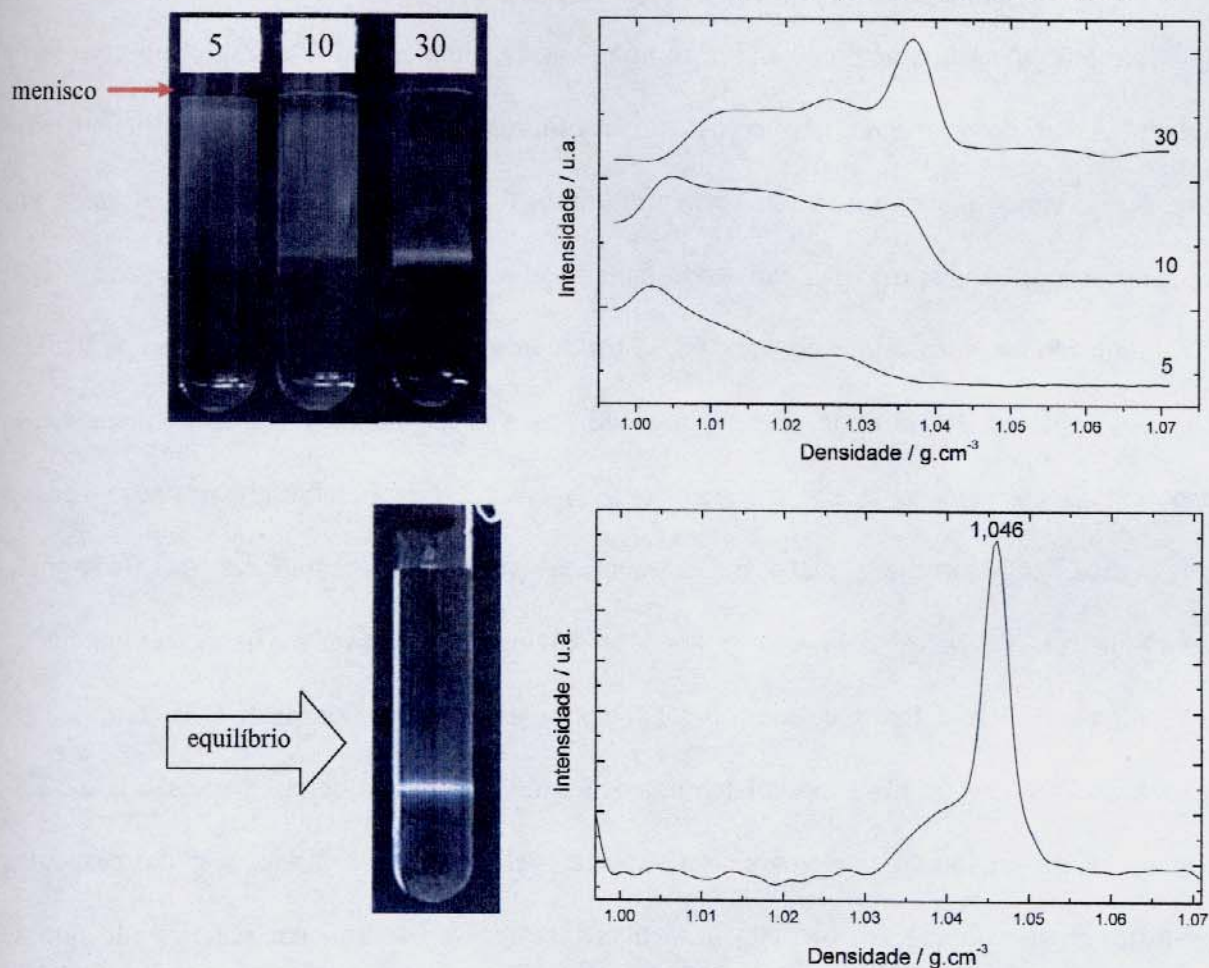 5 10 30
menisco
Intensidade / u.a.
30
10
5
1.00 1.01 1.02 1.03 1.04 1.05 1.06 1.07
Densidade / g.cm⁻³
equilíbrio
1,046
Intensidade / u.a.
1.00 1.01 1.02 1.03 1.04 1.05 1.06 1.07
Densidade / g.cm⁻³